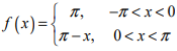 f(x) = { π, -π < x < 0
π - x, 0 < x < π